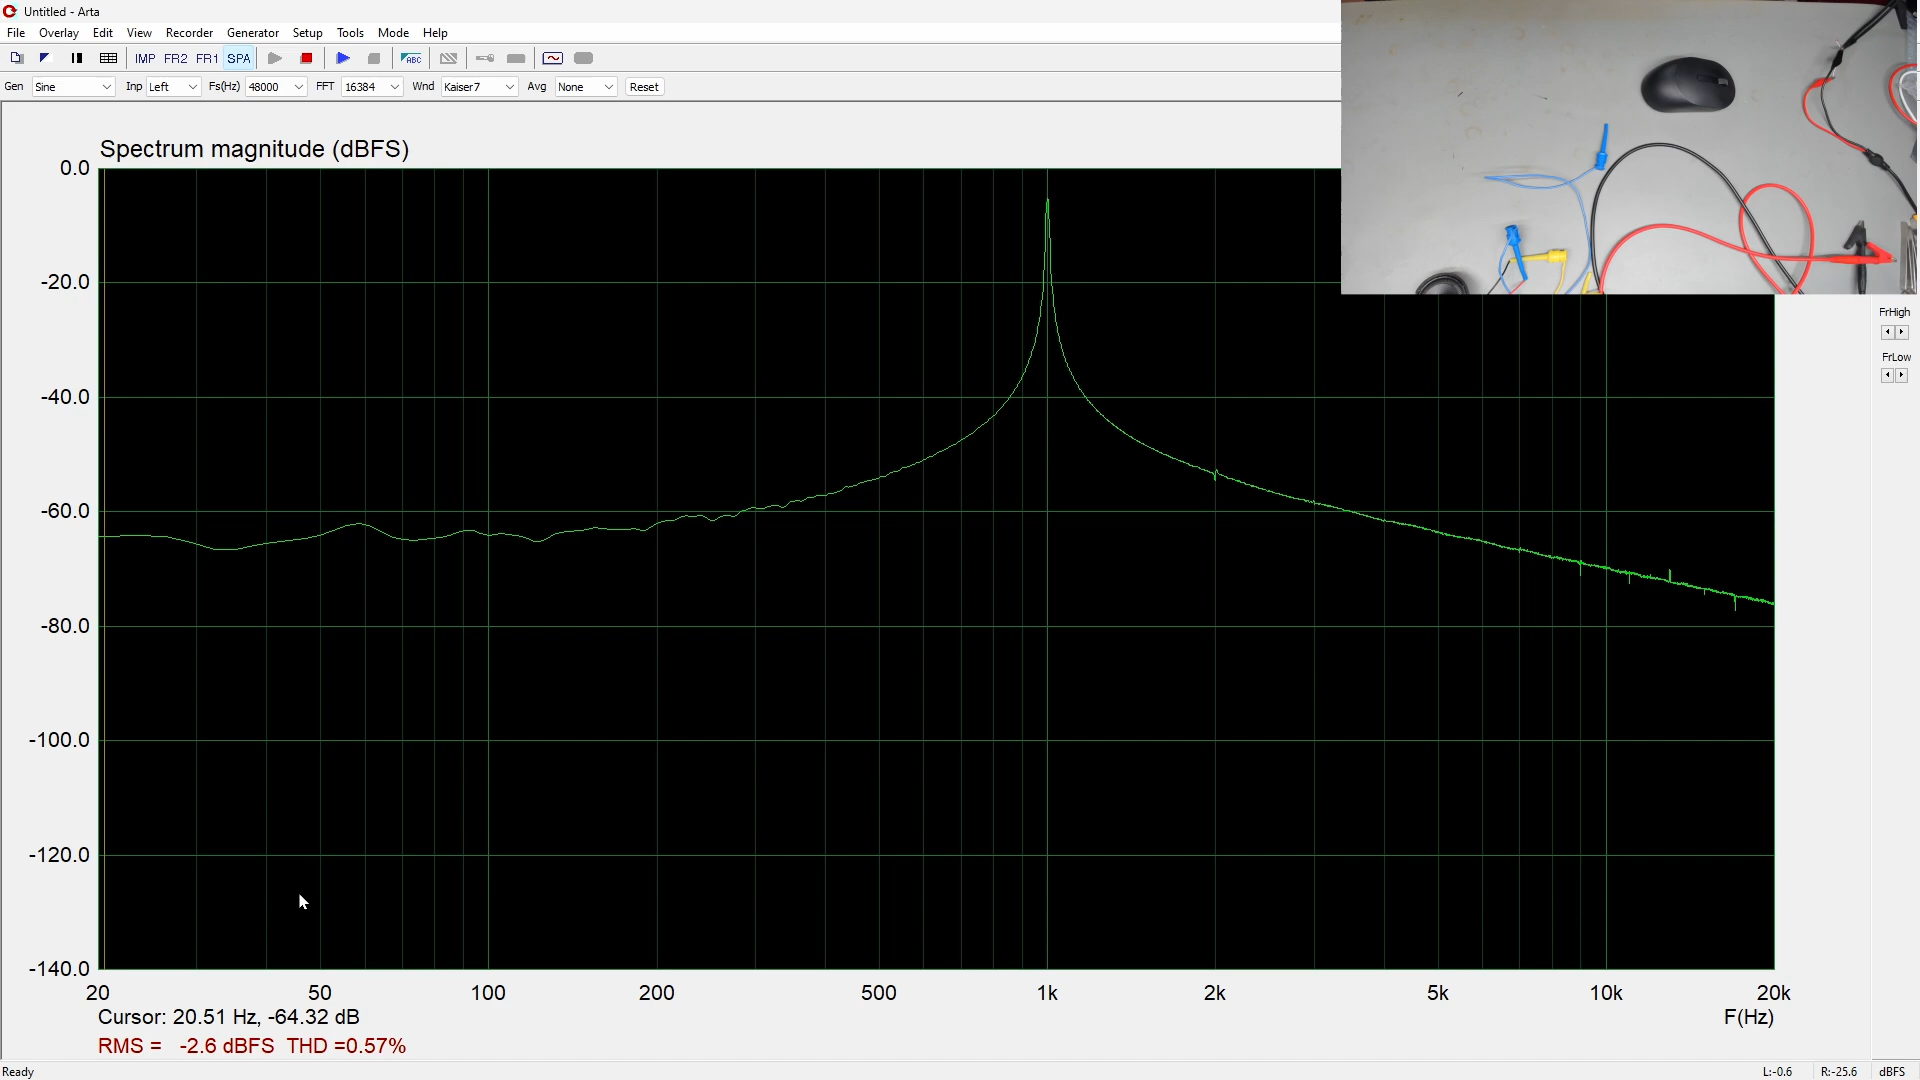 Untitled - Arta
File Overlay Edit View Recorder Generator Setup Tools Mode Help
IMP FR2 FR1 SPA ABC
Gen Sine Inp Left Fs(Hz) 48000 FFT 16384 Wnd Kaiser7 Avg None Reset
Spectrum magnitude (dBFS)
0.0
-20.0
-40.0
-60.0
-80.0
-100.0
-120.0
-140.0
20 50 100 200 500 1k 2k 5k 10k 20k
Cursor: 20.51 Hz, -64.32 dB
F(Hz)
RMS = -2.6 dBFS THD =0.57%
FrHigh
FrLow
Ready
L:-0.6 R:-25.6 dBFS